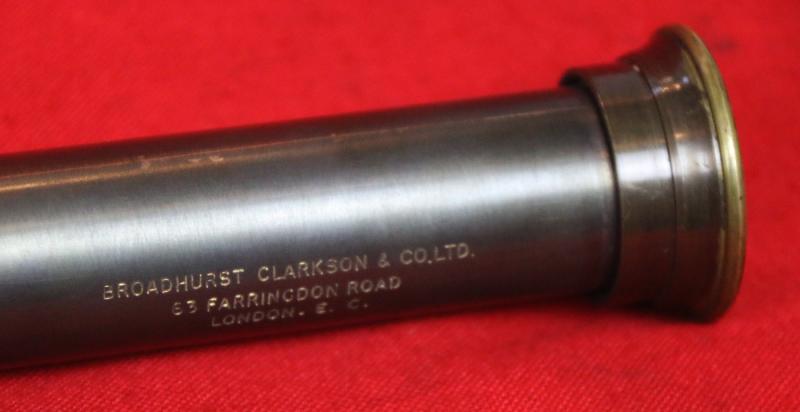 BROADHURST CLARKSON & CO. LTD.
63 FARRINGDON ROAD
LONDON. E. C.